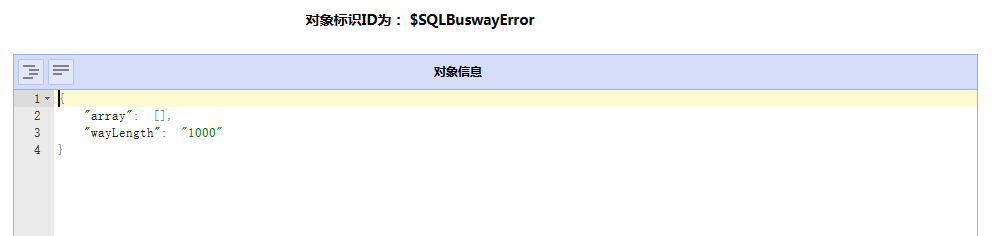 对象标识ID为： $SQLBuswayError
对象信息
1 {
2 "array": [],
3 "wayLength": "1000"
4 }